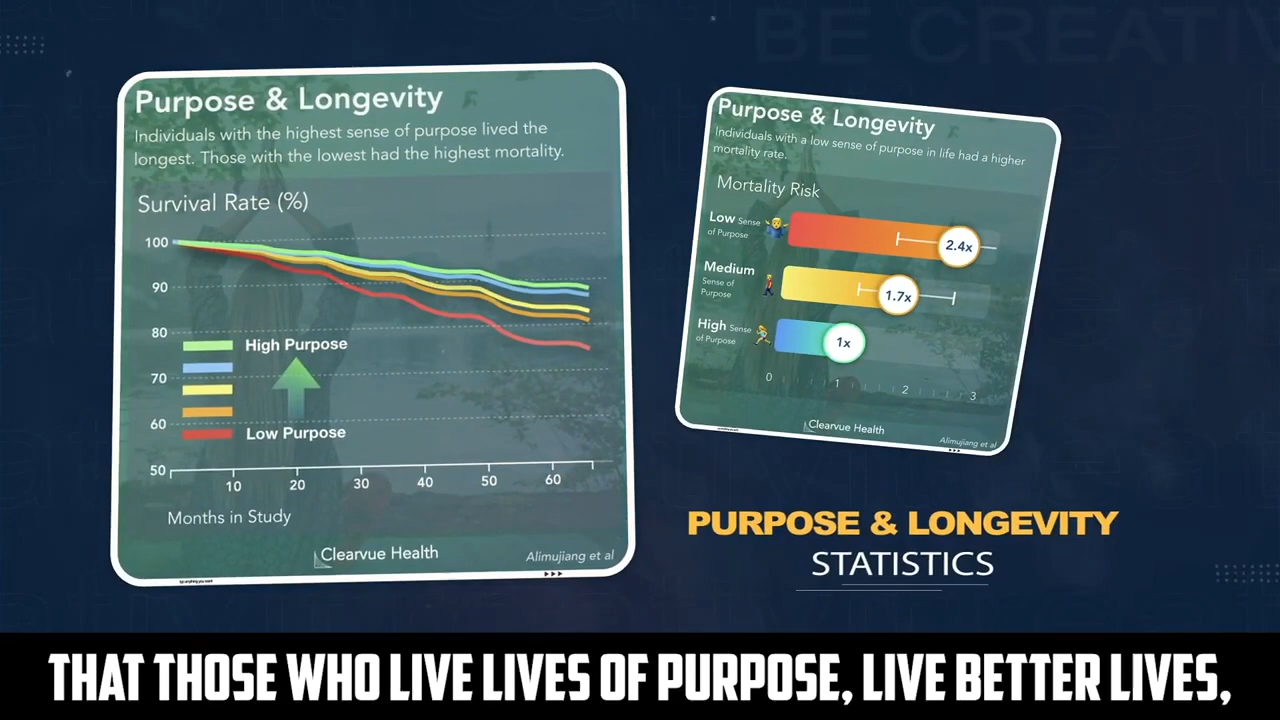 BE CREATIV
Purpose & Longevity
Individuals with the highest sense of purpose lived the
longest. Those with the lowest had the highest mortality.
Survival Rate (%)
100
90
80
70
60
50
High Purpose
Low Purpose
10 20 30 40 50 60
Months in Study
Clearvue Health
Alimujiang et al
Purpose & Longevity
Individuals with a low sense of purpose in life had a higher
mortality rate.
Mortality Risk
Low Sense
of Purpose
2.4x
Medium
Sense of
Purpose
1.7x
High Sense
of Purpose
1x
0 1 2 3
Clearvue Health
Alimujiang et al
PURPOSE & LONGEVITY
STATISTICS
THAT THOSE WHO LIVE LIVES OF PURPOSE, LIVE BETTER LIVES,